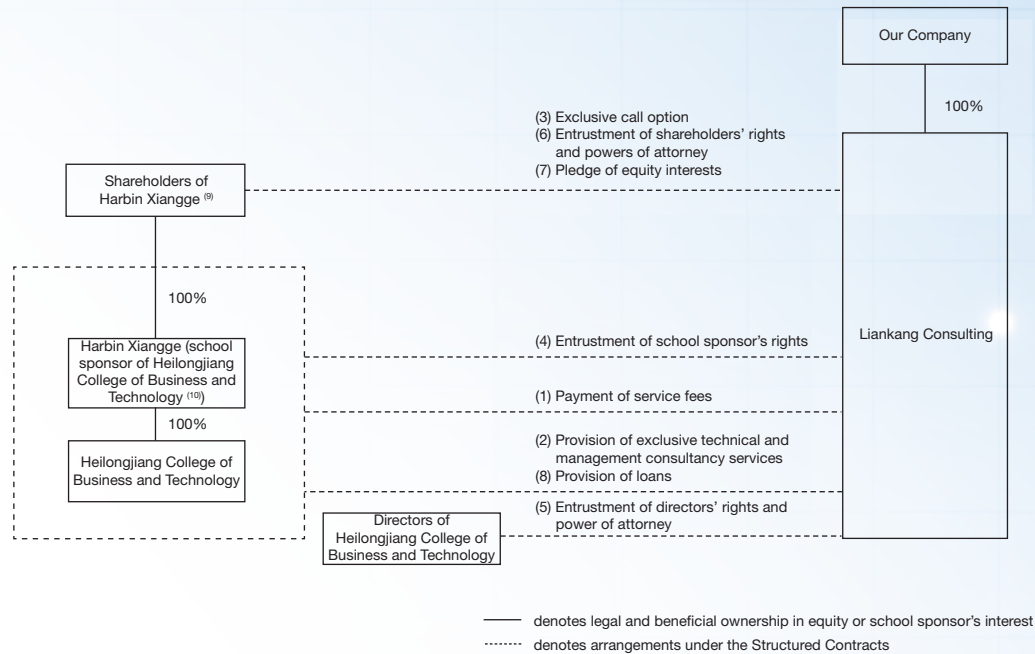 Our Company
100%
(3) Exclusive call option
(6) Entrustment of shareholders' rights
and powers of attorney
(7) Pledge of equity interests
Shareholders of
Harbin Xiangge (9)
100%
Harbin Xiangge (school
sponsor of Heilongjiang
College of Business and
Technology (10))
100%
Heilongjiang College of
Business and Technology
Liankang Consulting
(4) Entrustment of school sponsor's rights
(1) Payment of service fees
(2) Provision of exclusive technical and
management consultancy services
(8) Provision of loans
(5) Entrustment of directors' rights and
power of attorney
Directors of
Heilongjiang College of
Business and Technology
denotes legal and beneficial ownership in equity or school sponsor's interest
denotes arrangements under the Structured Contracts